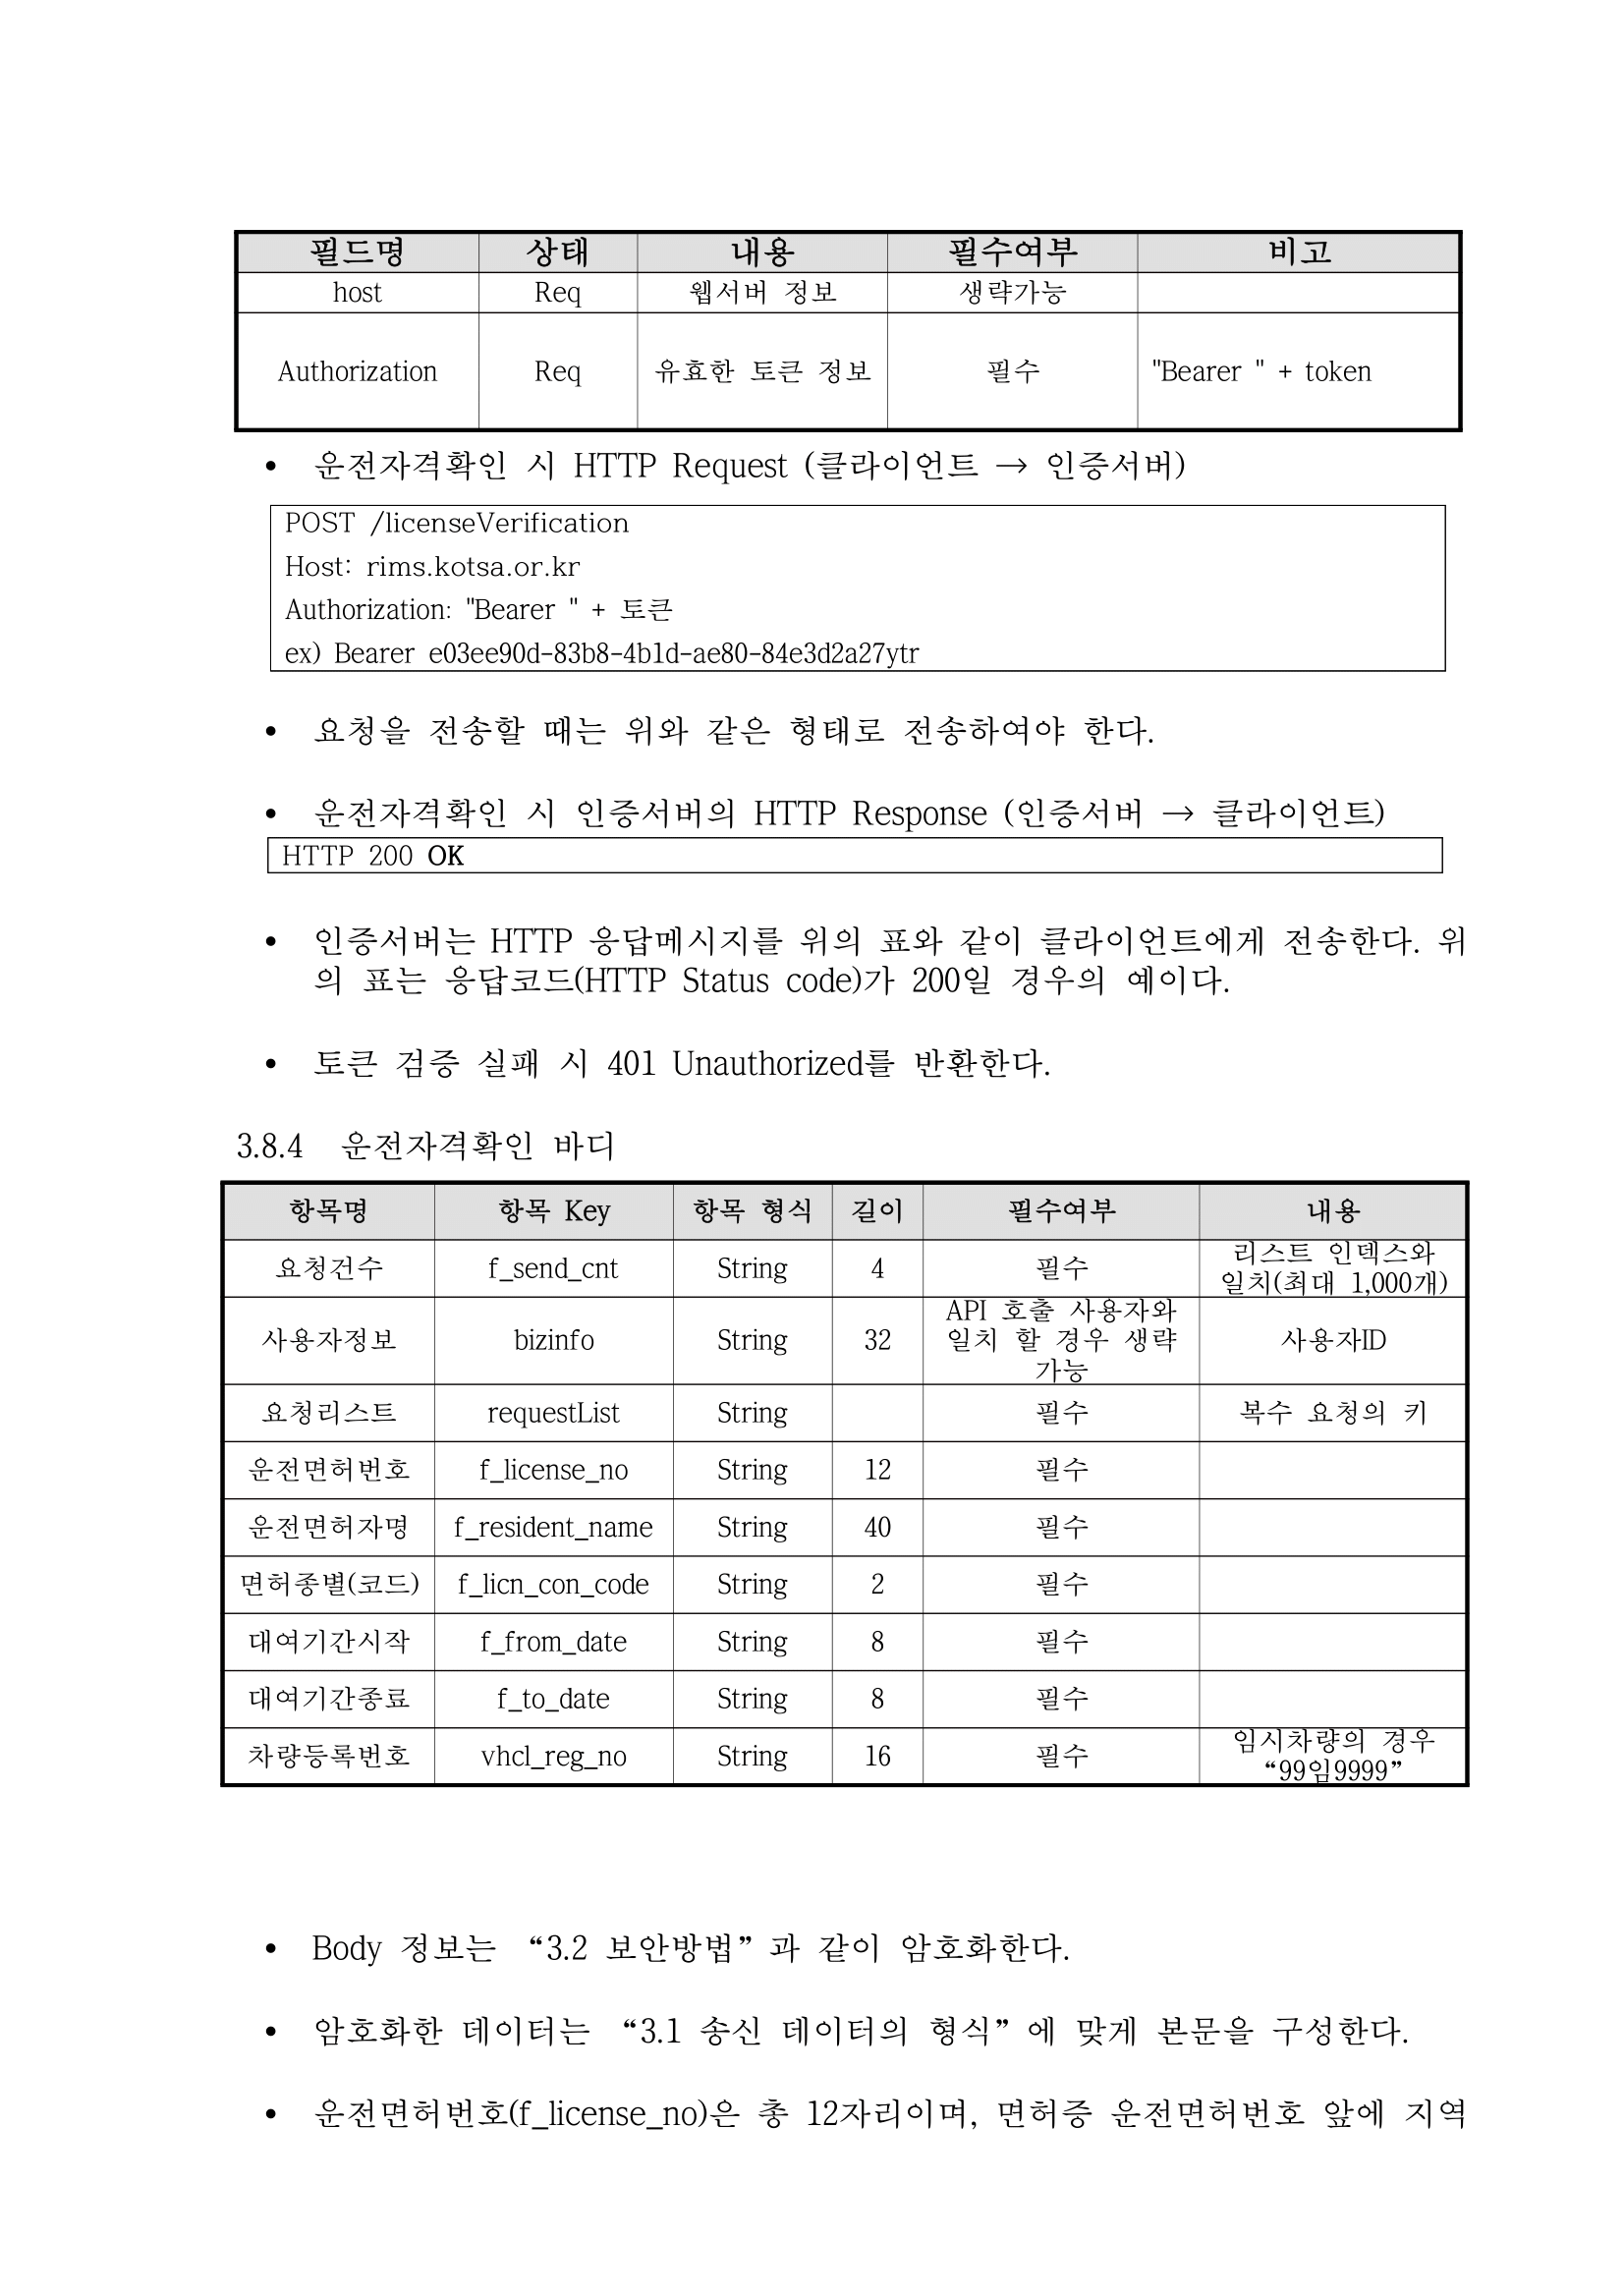 필드명 상태 내용 필수여부 비고
host Req 웹서버 정보 생략가능
Authorization Req 유효한 토큰 정보 필수 "Bearer " + token
• 운전자격확인 시 HTTP Request (클라이언트 → 인증서버)
POST /licenseVerification
Host: rims.kotsa.or.kr
Authorization: "Bearer " + 토큰
ex) Bearer e03ee90d-83b8-4b1d-ae80-84e3d2a27ytr
• 요청을 전송할 때는 위와 같은 형태로 전송하여야 한다.
• 운전자격확인 시 인증서버의 HTTP Response (인증서버 → 클라이언트)
HTTP 200 OK
• 인증서버는 HTTP 응답메시지를 위의 표와 같이 클라이언트에게 전송한다. 위
의 표는 응답코드(HTTP Status code)가 200일 경우의 예이다.
• 토큰 검증 실패 시 401 Unauthorized를 반환한다.
3.8.4 운전자격확인 바디
항목명 항목 Key 항목 형식 길이 필수여부 내용
요청건수 f_send_cnt String 4 필수 리스트 인덱스와
일치(최대 1,000개)
사용자정보 bizinfo String 32 API 호출 사용자와
일치 할 경우 생략
가능 사용자ID
요청리스트 requestList String 필수 복수 요청의 키
운전면허번호 f_license_no String 12 필수
운전면허자명 f_resident_name String 40 필수
면허종별(코드) f_licn_con_code String 2 필수
대여기간시작 f_from_date String 8 필수
대여기간종료 f_to_date String 8 필수
차량등록번호 vhcl_reg_no String 16 필수 임시차량의 경우
“99임9999”
• Body 정보는 “3.2 보안방법”과 같이 암호화한다.
• 암호화한 데이터는 “3.1 송신 데이터의 형식”에 맞게 본문을 구성한다.
• 운전면허번호(f_license_no)은 총 12자리이며, 면허증 운전면허번호 앞에 지역